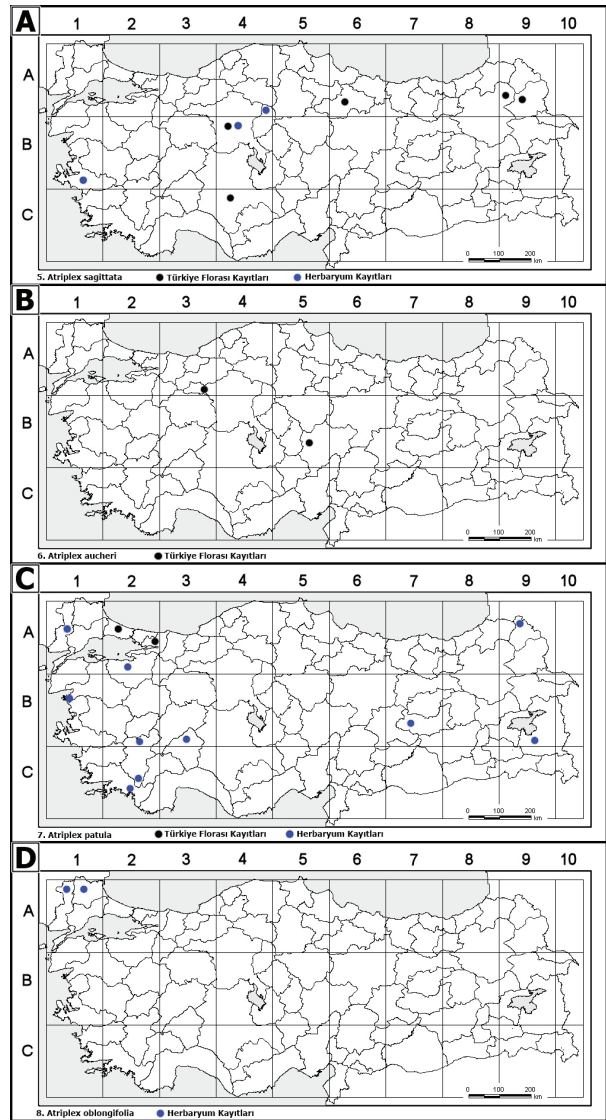 A
1 2 3 4 5 6 7 8 9 10
A
B
C
0 100 200
km
5. Atriplex sagittata Türkiye Florası Kayıtları Herbaryum Kayıtları
B
1 2 3 4 5 6 7 8 9 10
A
B
C
0 100 200
km
6. Atriplex aucheri Türkiye Florası Kayıtları
C
1 2 3 4 5 6 7 8 9 10
A
B
C
0 100 200
km
7. Atriplex patula Türkiye Florası Kayıtları Herbaryum Kayıtları
D
1 2 3 4 5 6 7 8 9 10
A
B
C
0 100 200
km
8. Atriplex oblongifolia Herbaryum Kayıtları